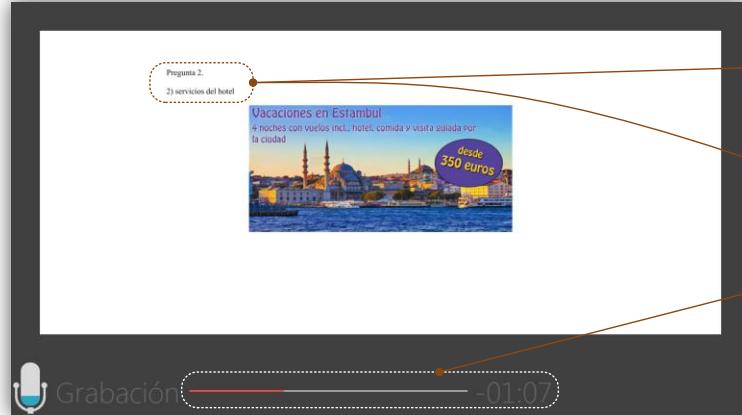 Pregunta 2.
2) servicios del hotel
Vacaciones en Estambul
4 noches con vuelos incl., hotel, comida y visita guiada por
la ciudad
desde
350 euros
Grabación
-01:07